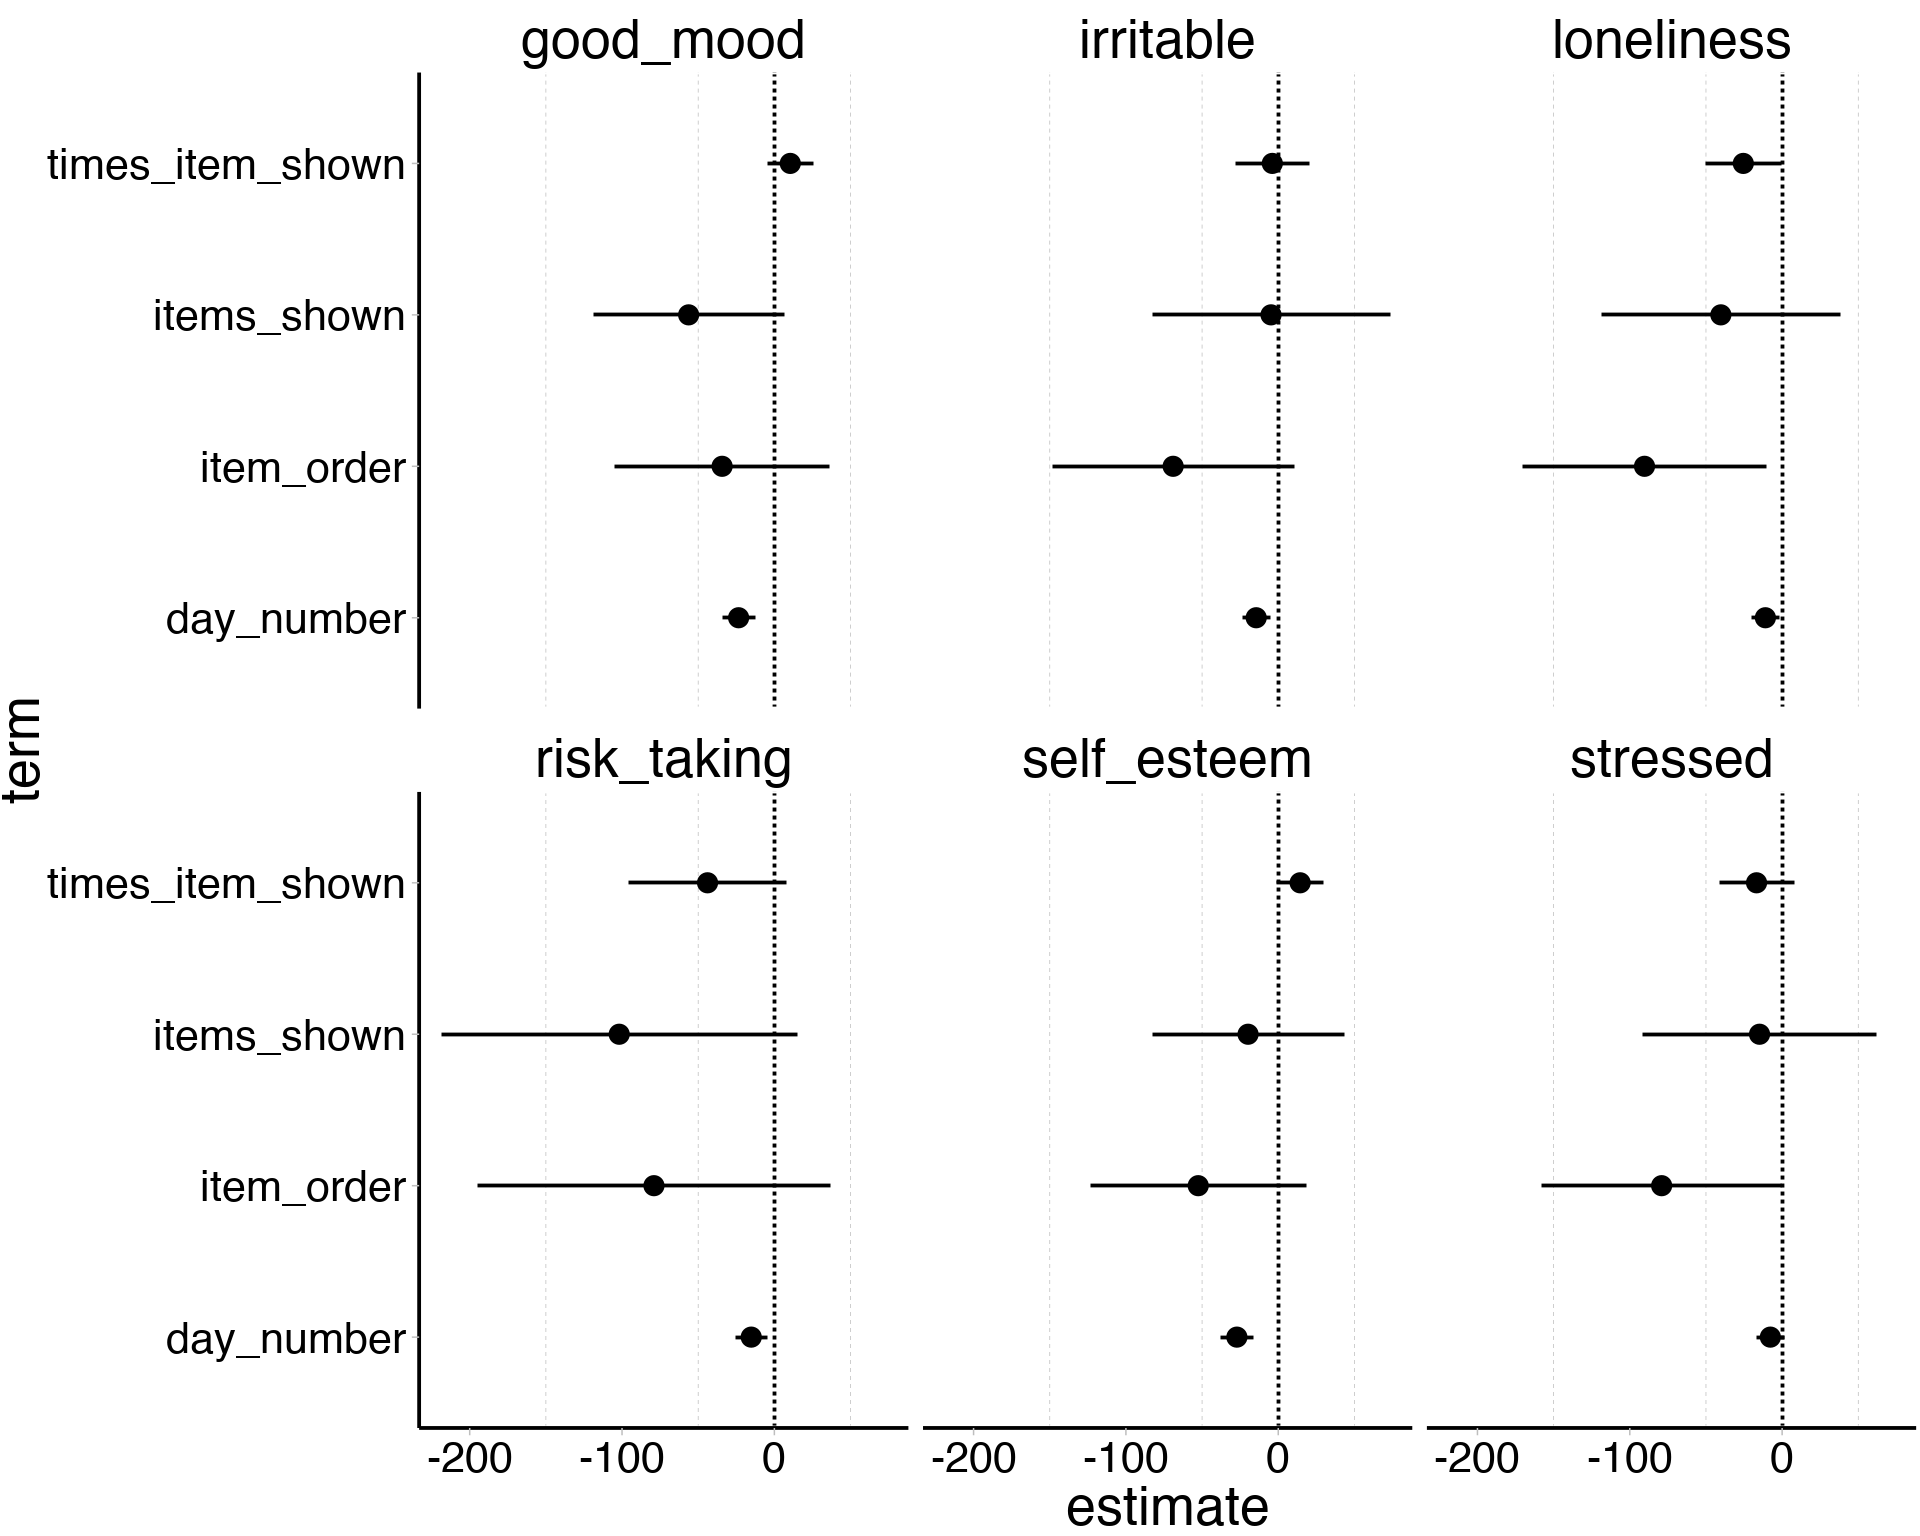 good_mood
irritable
loneliness
times_item_shown
items_shown
item_order
day_number
term
risk_taking
self_esteem
stressed
times_item_shown
items_shown
item_order
day_number
-200 -100 0 -200 -100 0 -200 -100 0
estimate